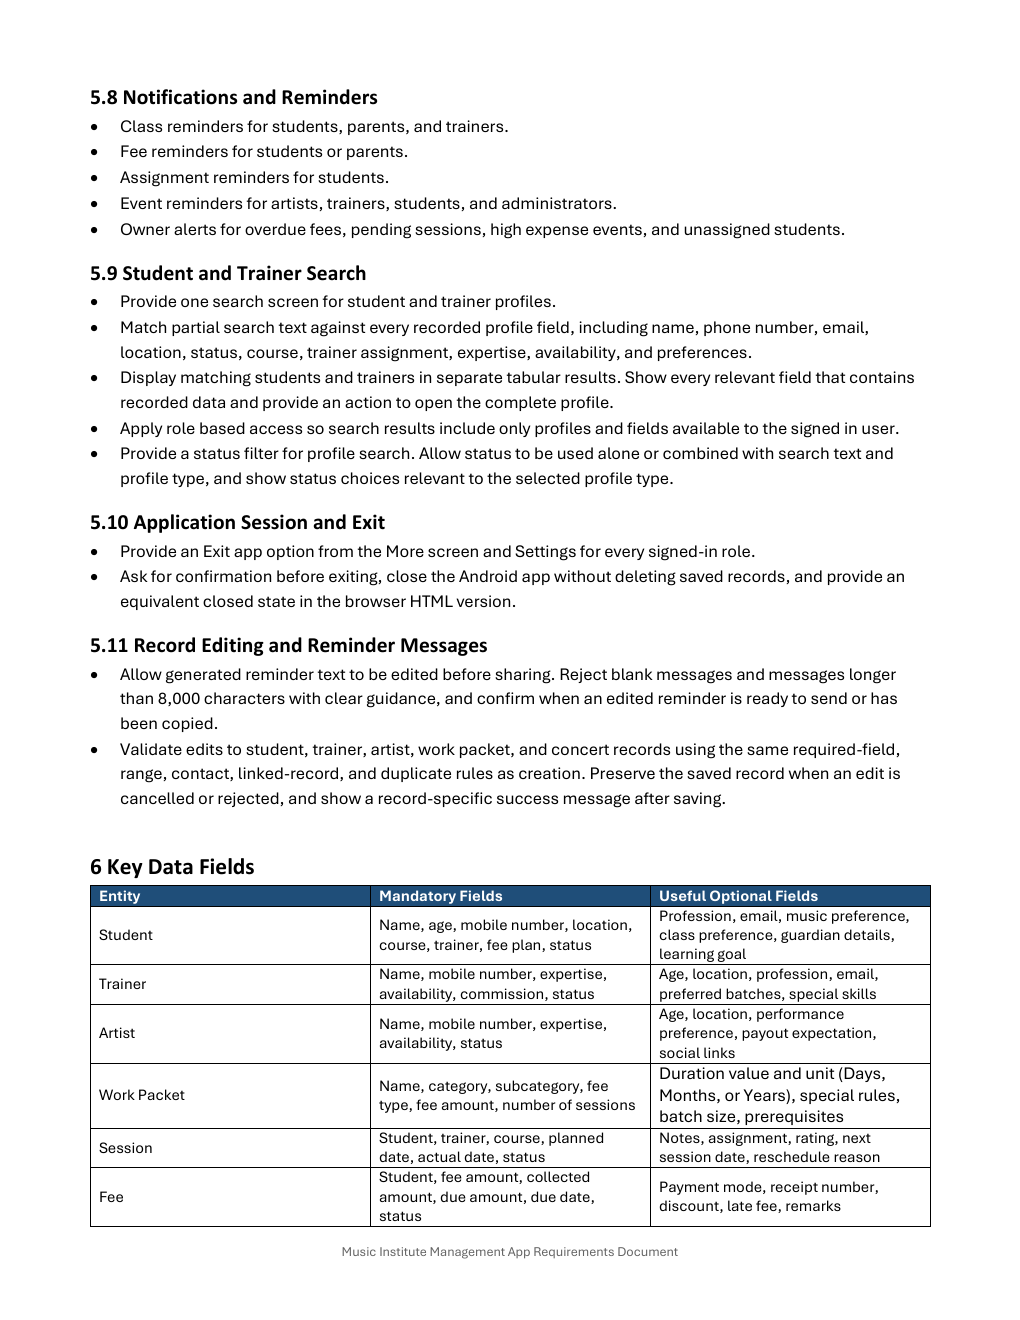 5.8 Notifications and Reminders
• Class reminders for students, parents, and trainers.
• Fee reminders for students or parents.
• Assignment reminders for students.
• Event reminders for artists, trainers, students, and administrators.
• Owner alerts for overdue fees, pending sessions, high expense events, and unassigned students.
5.9 Student and Trainer Search
• Provide one search screen for student and trainer profiles.
• Match partial search text against every recorded profile field, including name, phone number, email,
location, status, course, trainer assignment, expertise, availability, and preferences.
• Display matching students and trainers in separate tabular results. Show every relevant field that contains
recorded data and provide an action to open the complete profile.
• Apply role based access so search results include only profiles and fields available to the signed in user.
• Provide a status filter for profile search. Allow status to be used alone or combined with search text and
profile type, and show status choices relevant to the selected profile type.
5.10 Application Session and Exit
• Provide an Exit app option from the More screen and Settings for every signed-in role.
• Ask for confirmation before exiting, close the Android app without deleting saved records, and provide an
equivalent closed state in the browser HTML version.
5.11 Record Editing and Reminder Messages
• Allow generated reminder text to be edited before sharing. Reject blank messages and messages longer
than 8,000 characters with clear guidance, and confirm when an edited reminder is ready to send or has
been copied.
• Validate edits to student, trainer, artist, work packet, and concert records using the same required-field,
range, contact, linked-record, and duplicate rules as creation. Preserve the saved record when an edit is
cancelled or rejected, and show a record-specific success message after saving.
6 Key Data Fields
Entity
Mandatory Fields
Useful Optional Fields
Student
Name, age, mobile number, location,
course, trainer, fee plan, status
Profession, email, music preference,
class preference, guardian details,
learning goal
Trainer
Name, mobile number, expertise,
availability, commission, status
Age, location, profession, email,
preferred batches, special skills
Artist
Name, mobile number, expertise,
availability, status
Age, location, performance
preference, payout expectation,
social links
Work Packet
Name, category, subcategory, fee
type, fee amount, number of sessions
Duration value and unit (Days,
Months, or Years), special rules,
batch size, prerequisites
Session
Student, trainer, course, planned
date, actual date, status
Notes, assignment, rating, next
session date, reschedule reason
Fee
Student, fee amount, collected
amount, due amount, due date,
status
Payment mode, receipt number,
discount, late fee, remarks
Music Institute Management App Requirements Document